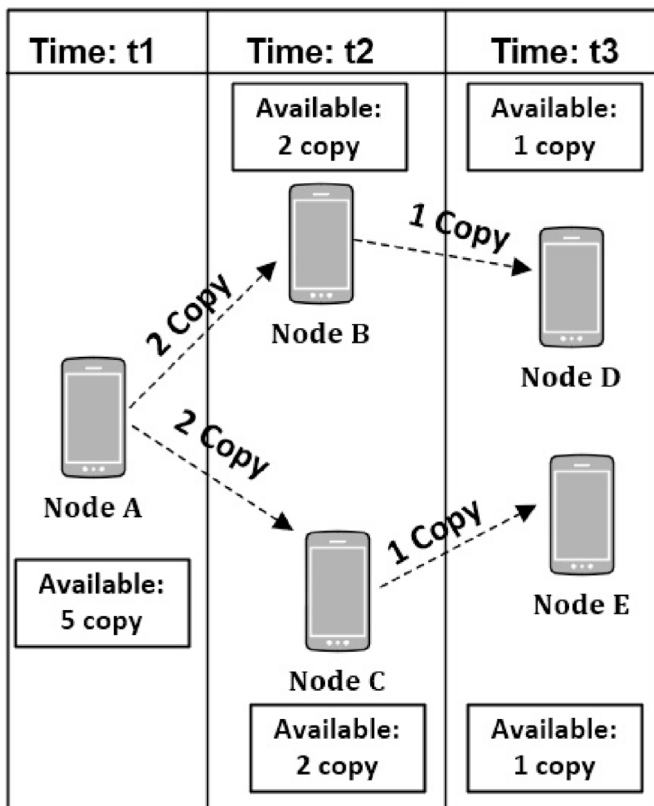 Time: t1
Time: t2
Time: t3
Available:
2 copy
Available:
1 copy
1 Copy
2 Copy
Node B
Node D
2 Copy
Node A
1 Copy
Available:
5 copy
Node E
Node C
Available:
2 copy
Available:
1 copy